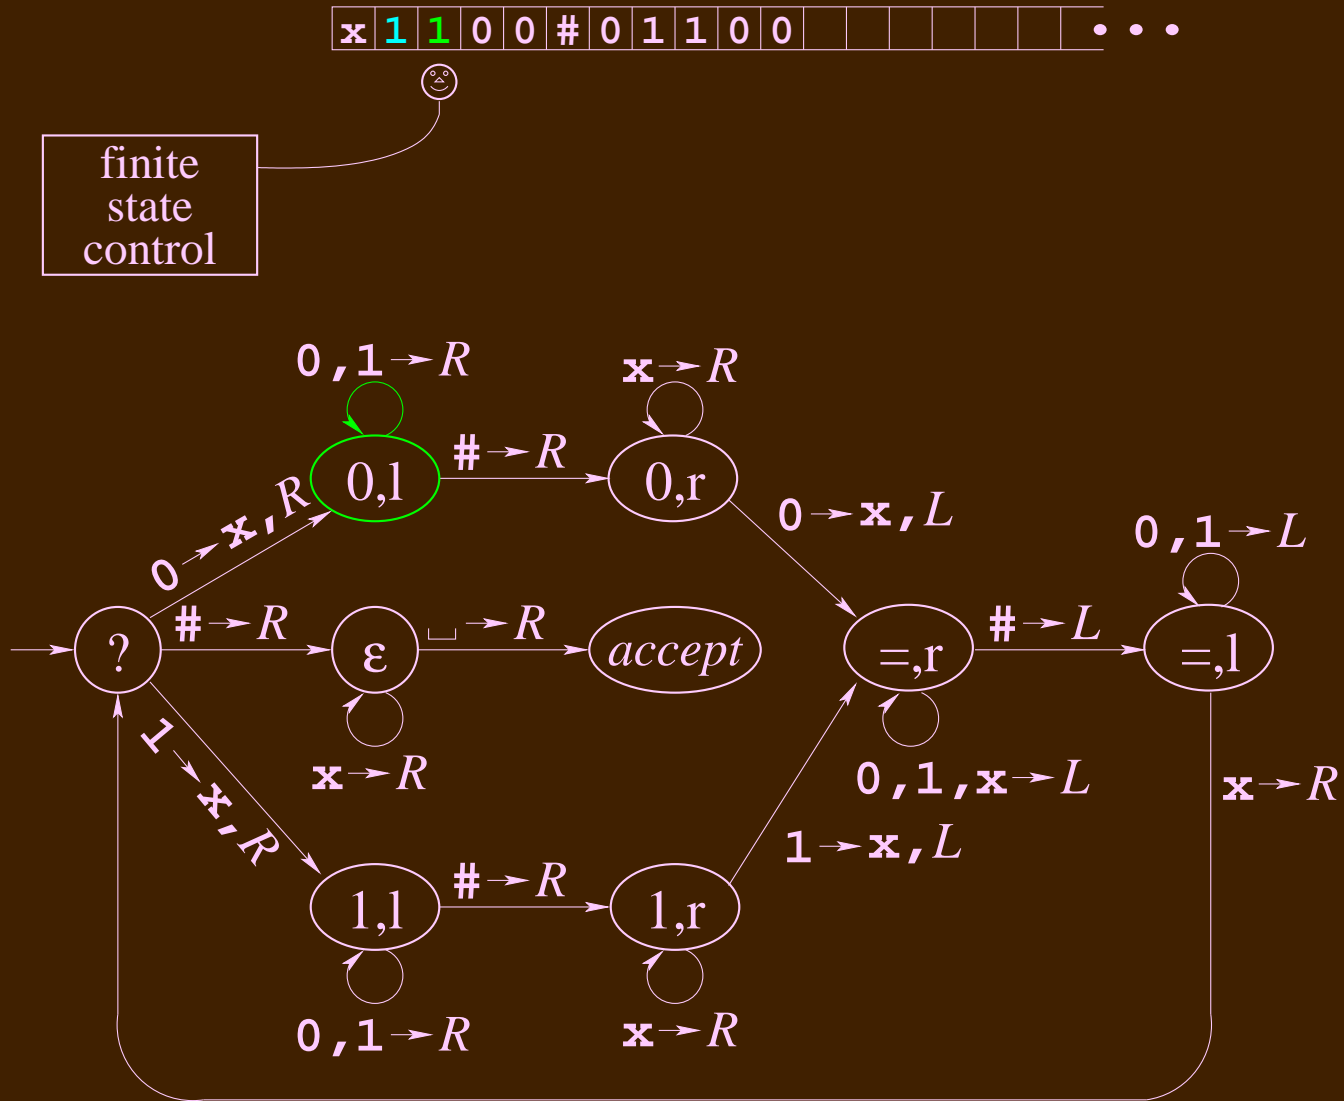 x 1 1 0 0 # 0 1 1 0 0 • • •
finite
state
control
0,1→R
x→R
0,l
#→R
0,r
0→x,R
0→x,L
0,1→L
?
#→R
ε
␣→R
accept
=,r
#→L
=,l
1→x,R
x→R
0,1,x→L
x→R
1→x,L
1,l
#→R
1,r
0,1→R
x→R